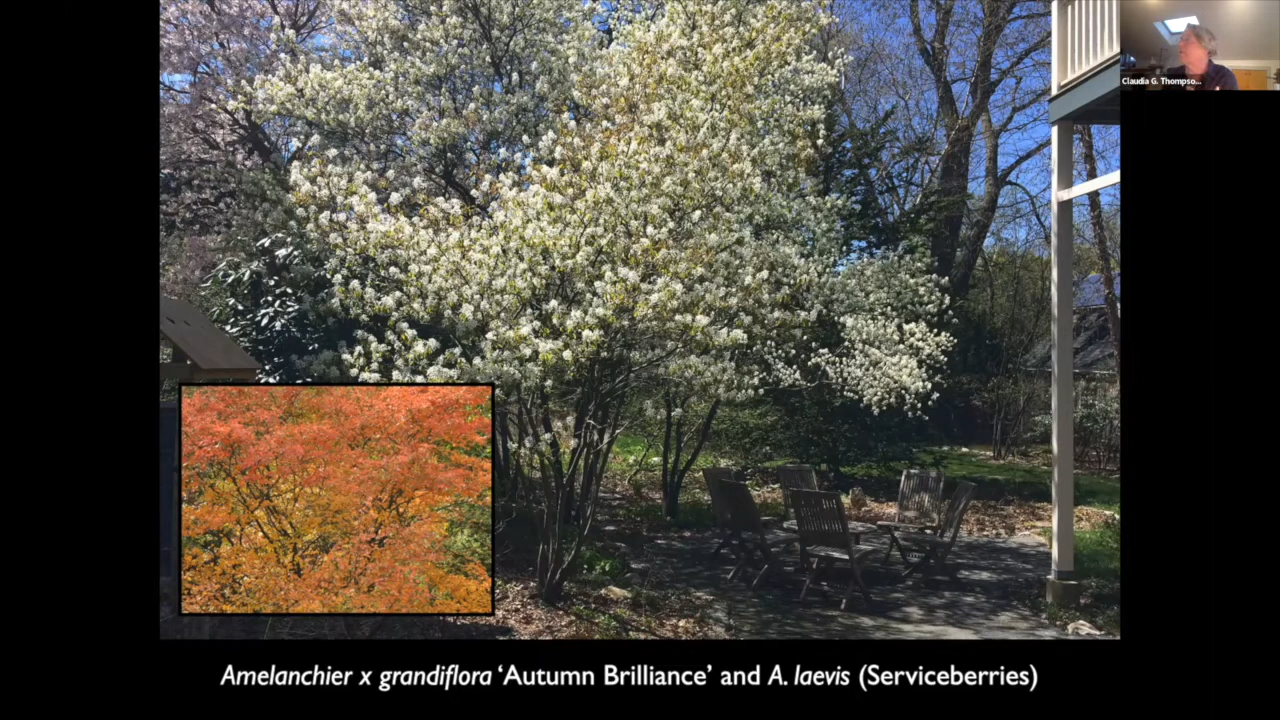 Claudia G. Thompso...
Amelanchier x grandiflora ‘Autumn Brilliance’ and A. laevis (Serviceberries)